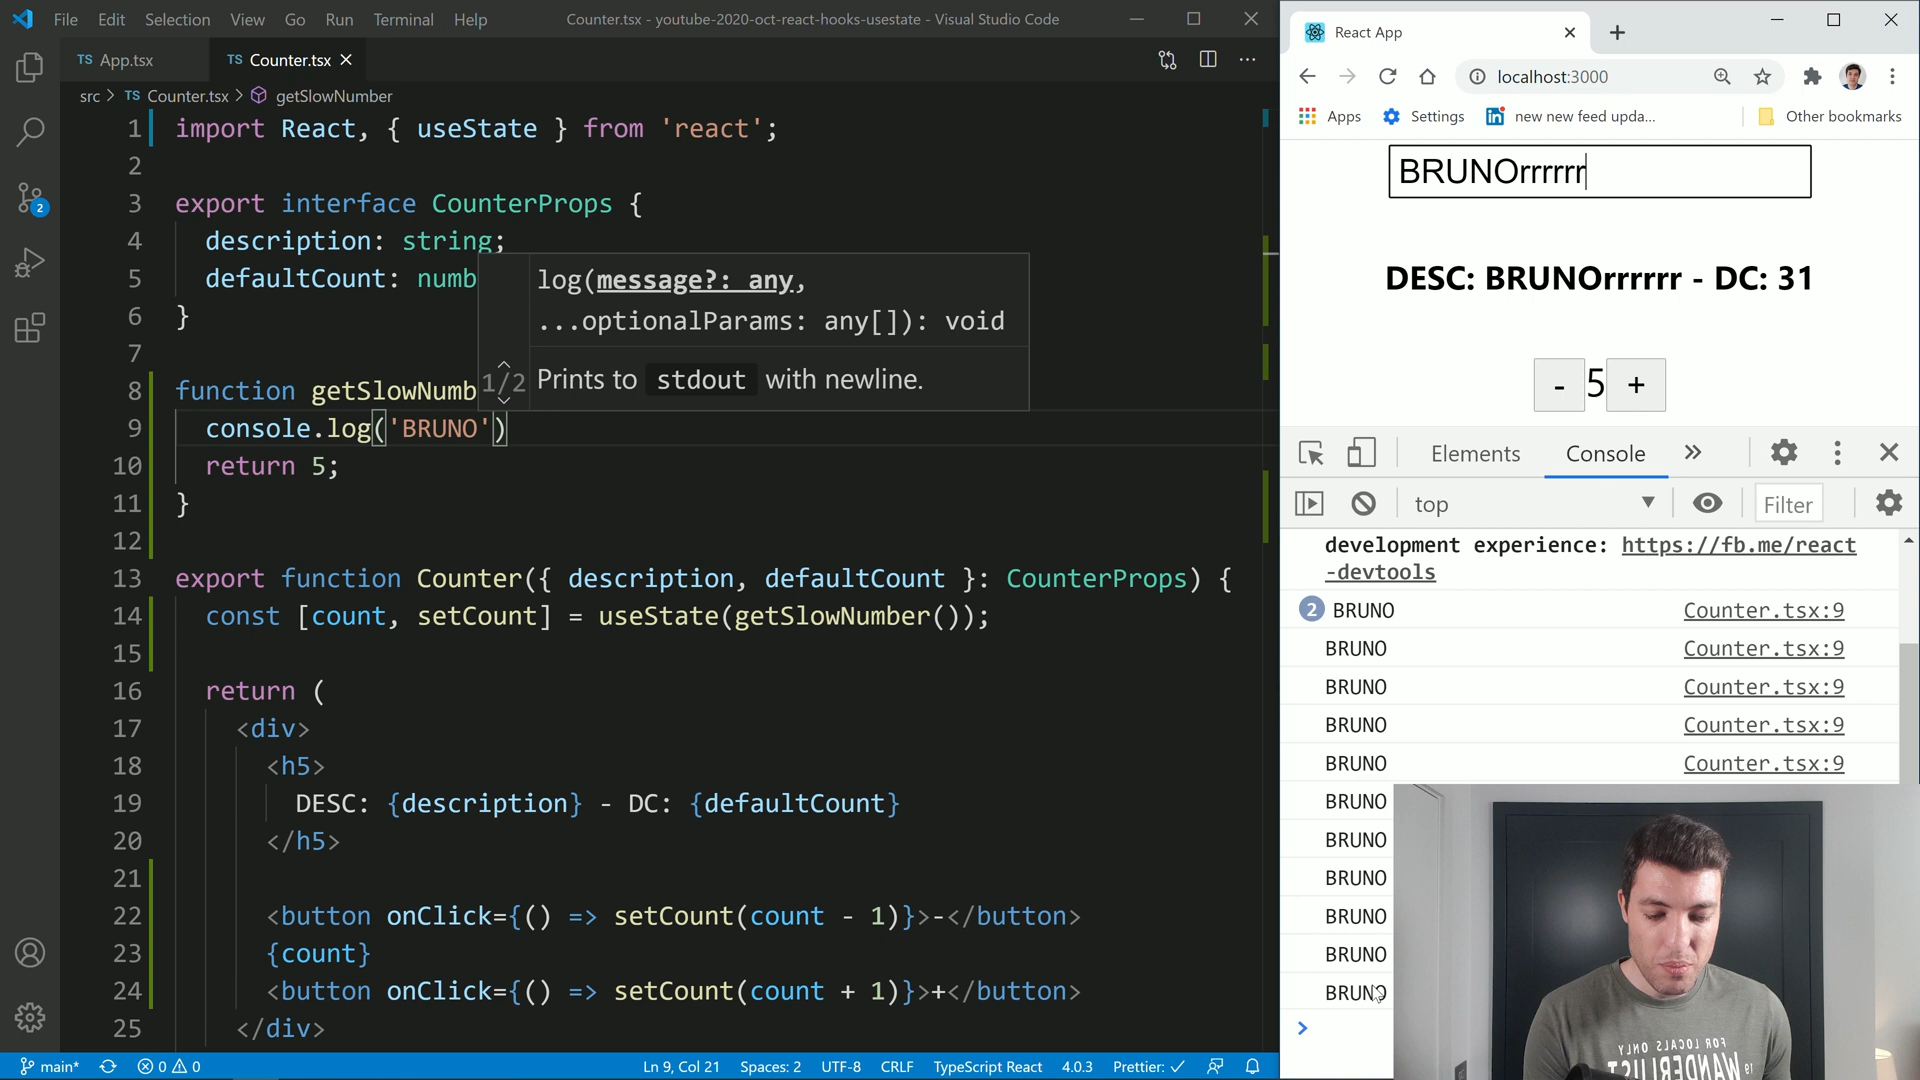 File Edit Selection View Go Run Terminal Help Counter.tsx - youtube-2020-oct-react-hooks-usestate - Visual Studio Code
TS App.tsx TS Counter.tsx
src > TS Counter.tsx > getSlowNumber
1 import React, { useState } from 'react';
2
3 export interface CounterProps {
4 description: string;
5 defaultCount: numb
6 }
7
8 function getSlowNumb
9 console.log('BRUNO')
10 return 5;
11 }
12
13 export function Counter({ description, defaultCount }: CounterProps) {
14 const [count, setCount] = useState(getSlowNumber());
15
16 return (
17 <div>
18 <h5>
19 DESC: {description} - DC: {defaultCount}
20 </h5>
21
22 <button onClick={() => setCount(count - 1)}>-</button>
23 {count}
24 <button onClick={() => setCount(count + 1)}>+</button>
25 </div>
log(message?: any,
...optionalParams: any[]): void
1/2 Prints to stdout with newline.
2
main* 0 0 Ln 9, Col 21 Spaces: 2 UTF-8 CRLF TypeScript React 4.0.3 Prettier: ✓
React App
localhost:3000
Apps Settings new new feed upda... Other bookmarks
BRUNOrrrrrr
DESC: BRUNOrrrrrr - DC: 31
- 5 +
Elements Console
top Filter
development experience: https://fb.me/react
-devtools
2 BRUNO Counter.tsx:9
BRUNO Counter.tsx:9
BRUNO Counter.tsx:9
BRUNO Counter.tsx:9
BRUNO Counter.tsx:9
BRUNO
BRUNO
BRUNO
BRUNO
BRUNO
BRUNO
>
FOR LOCALS ONLY
WANDERLUST